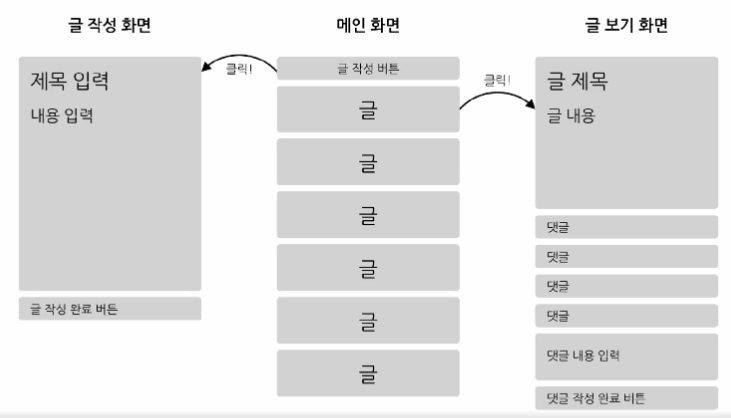 글 작성 화면
메인 화면
글 보기 화면
제목 입력
내용 입력
글 작성 완료 버튼
클릭!
글 작성 버튼
글
글
글
글
글
글
클릭!
글 제목
글 내용
댓글
댓글
댓글
댓글
댓글 내용 입력
댓글 작성 완료 버튼